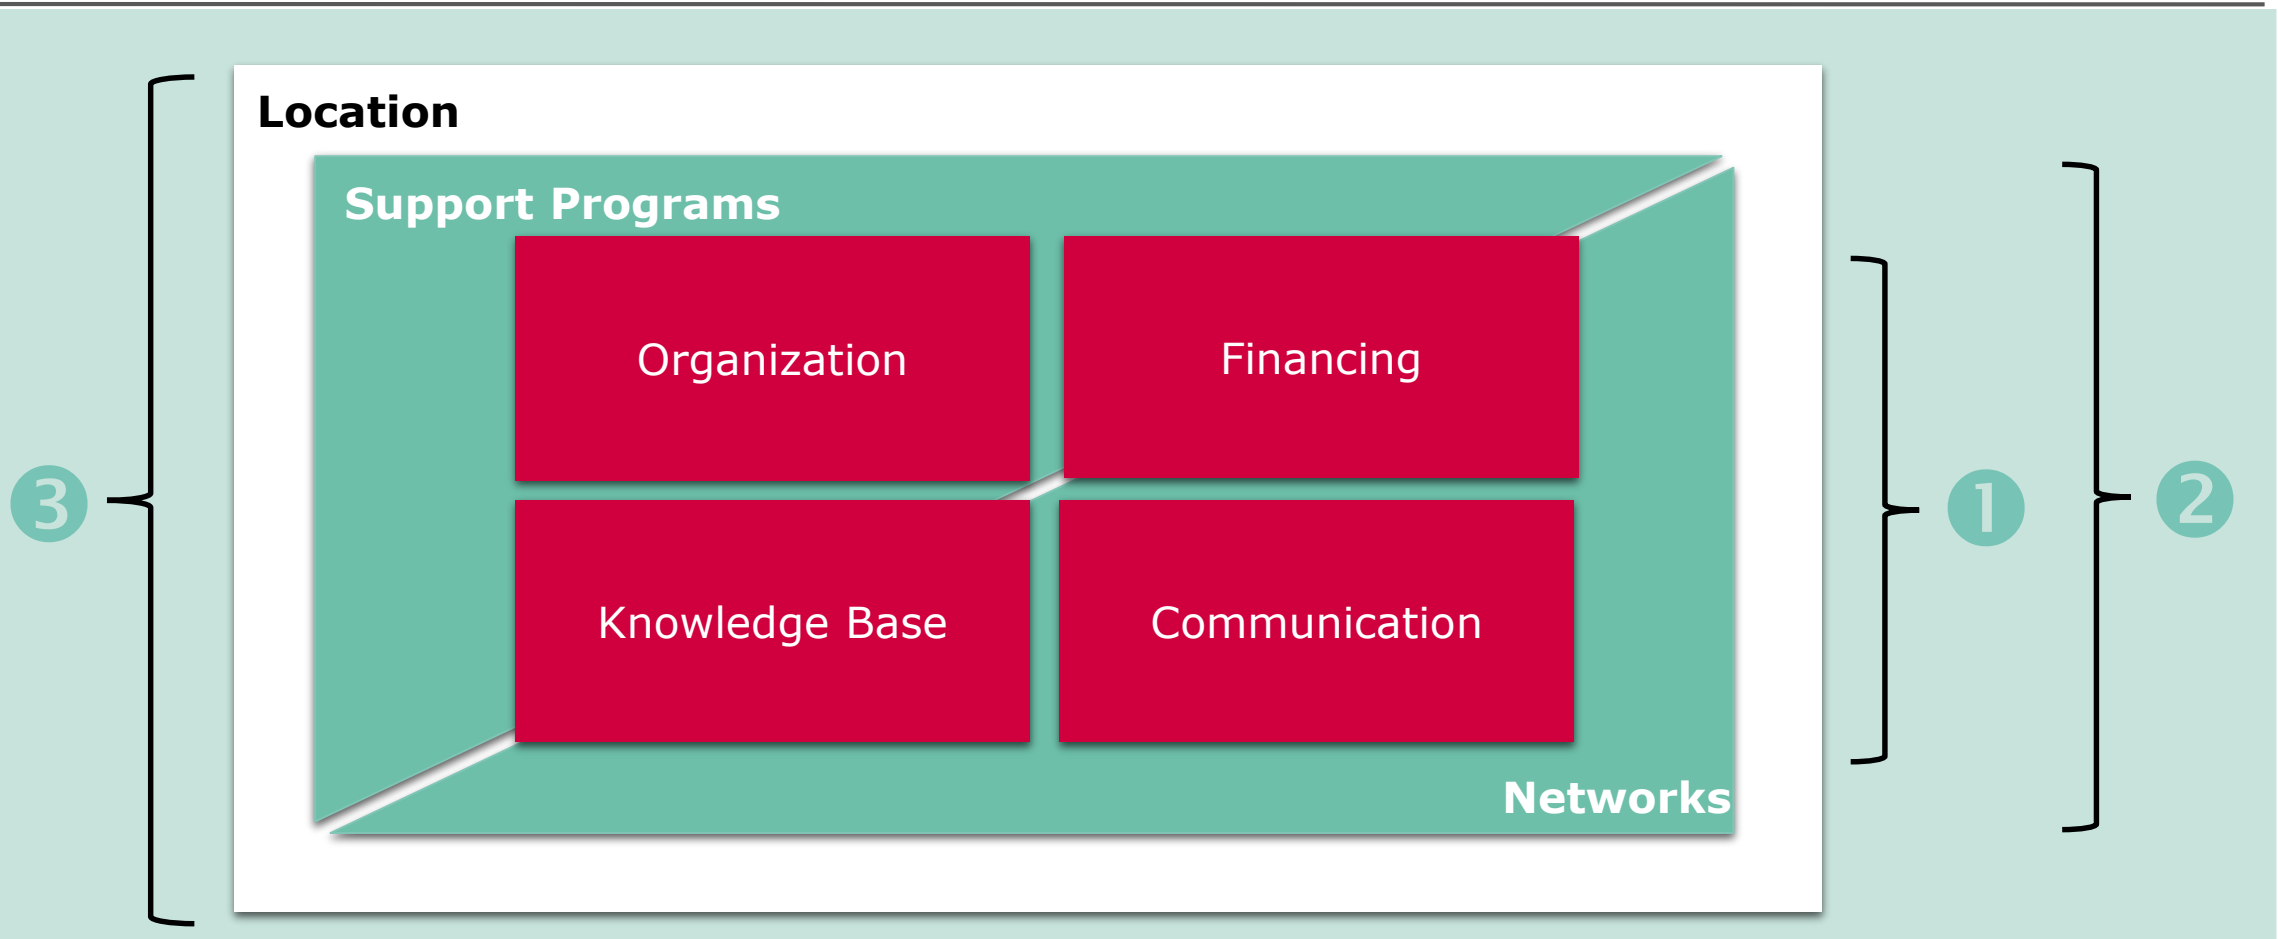 Location
Support Programs
Organization
Financing
3
1
2
Knowledge Base
Communication
Networks